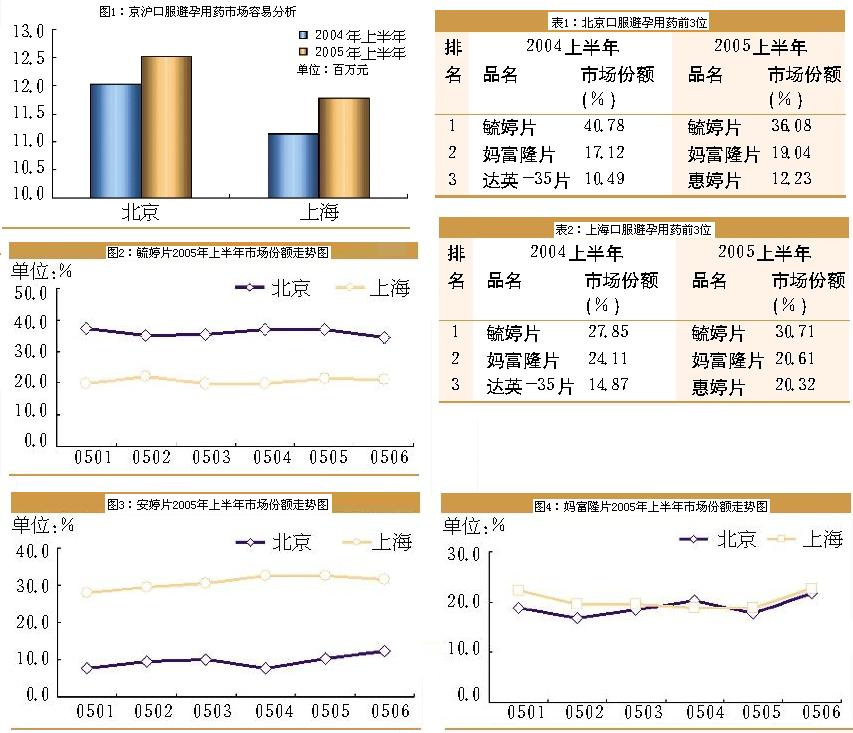 图1：京沪口服避孕用药市场容易分析
2004年上半年
2005年上半年
单位：百万元
13.0
12.5
12.0
11.5
11.0
10.5
10.0
北京 上海
表1：北京口服避孕用药前3位
排名 2004上半年 2005上半年
品名 市场份额(%) 品名 市场份额(%)
1 毓婷片 40.78 毓婷片 36.08
2 妈富隆片 17.12 妈富隆片 19.04
3 达英-35片 10.49 惠婷片 12.23
图2：毓婷片2005年上半年市场份额走势图
单位:%
北京 上海
50.0
40.0
30.0
20.0
10.0
0.0
0501 0502 0503 0504 0505 0506
表2：上海口服避孕用药前3位
排名 2004上半年 2005上半年
品名 市场份额(%) 品名 市场份额(%)
1 毓婷片 27.85 毓婷片 30.71
2 妈富隆片 24.11 妈富隆片 20.61
3 达英-35片 14.87 惠婷片 20.32
图3：安婷片2005年上半年市场份额走势图
单位:%
北京 上海
40.0
30.0
20.0
10.0
0.0
0501 0502 0503 0504 0505 0506
图4：妈富隆片2005年上半年市场份额走势图
单位:%
北京 上海
30.0
20.0
10.0
0.0
0501 0502 0503 0504 0505 0506